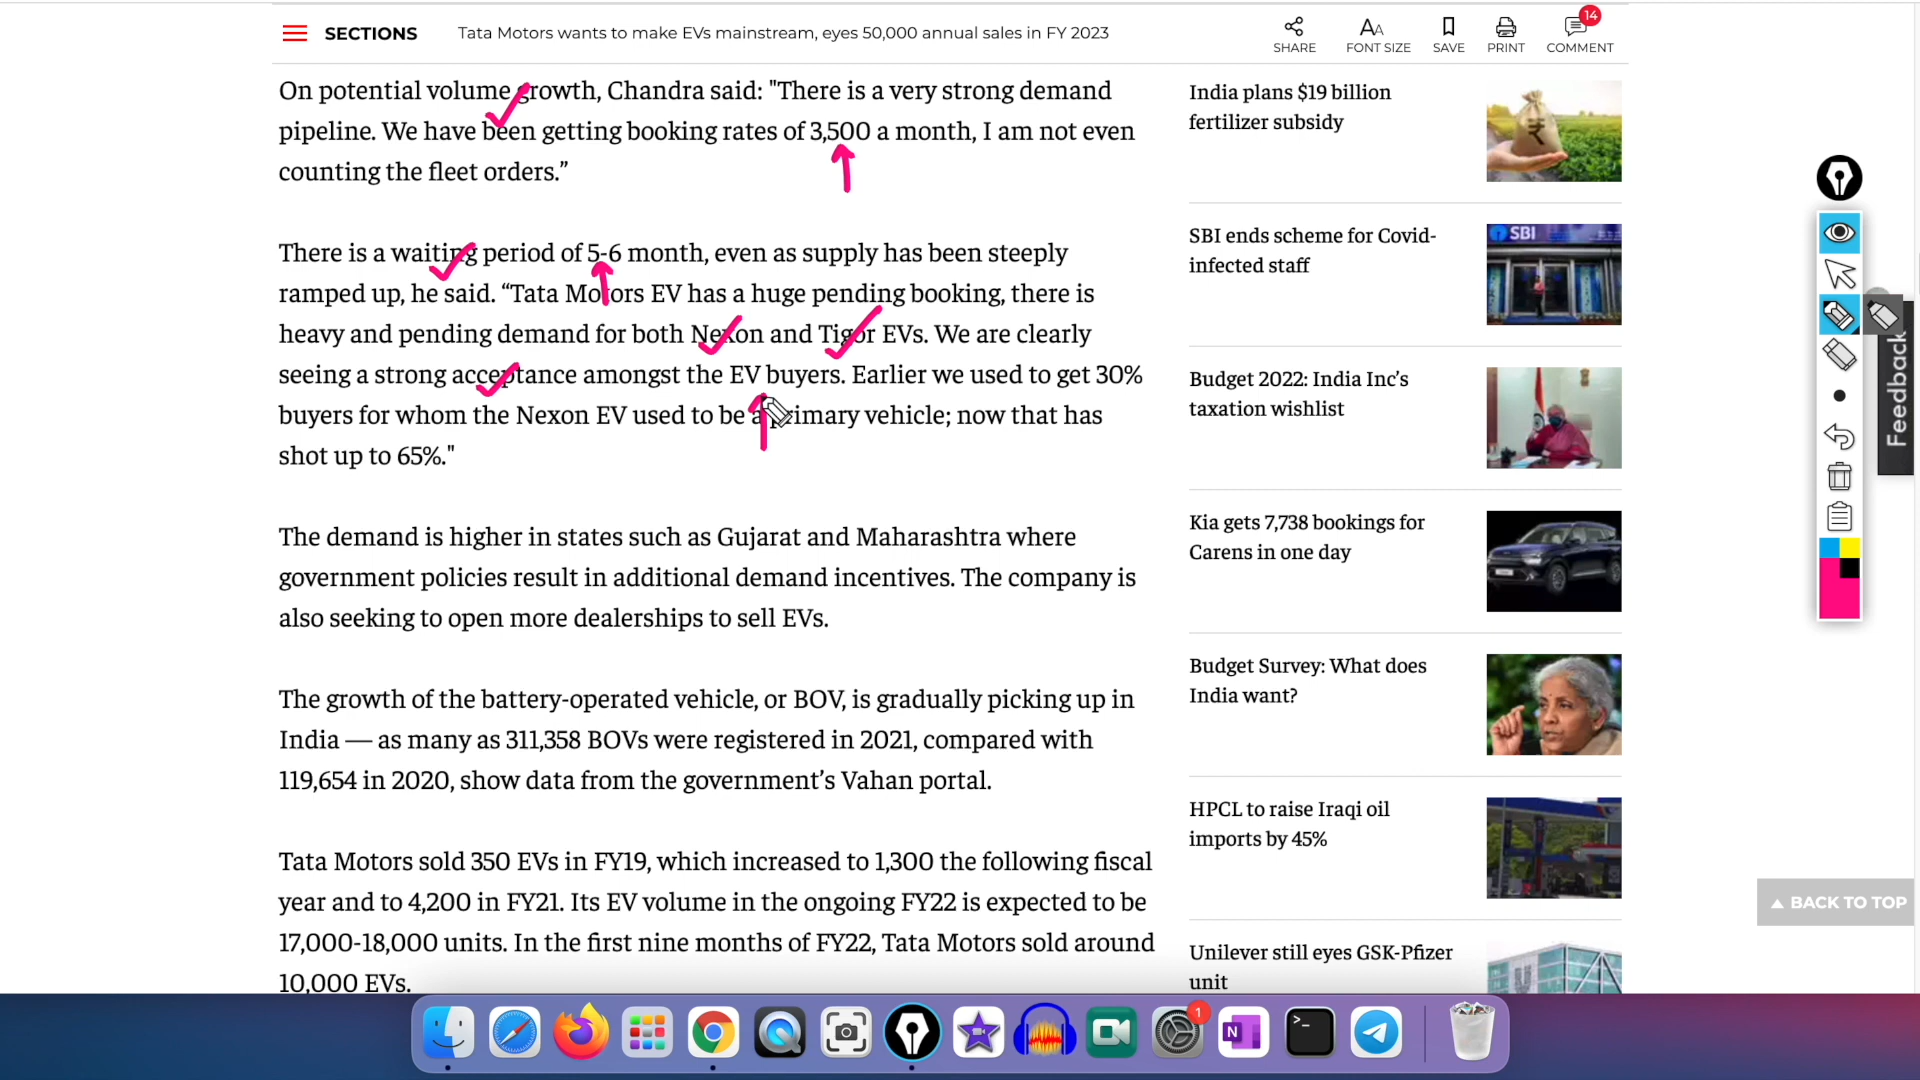 SECTIONS
Tata Motors wants to make EVs mainstream, eyes 50,000 annual sales in FY 2023
SHARE
FONT SIZE
SAVE
PRINT
14
COMMENT
On potential volume growth, Chandra said: "There is a very strong demand
pipeline. We have been getting booking rates of 3,500 a month, I am not even
counting the fleet orders.”
There is a waiting period of 5-6 month, even as supply has been steeply
ramped up, he said. “Tata Motors EV has a huge pending booking, there is
heavy and pending demand for both Nexon and Tigor EVs. We are clearly
seeing a strong acceptance amongst the EV buyers. Earlier we used to get 30%
buyers for whom the Nexon EV used to be a primary vehicle; now that has
shot up to 65%."
The demand is higher in states such as Gujarat and Maharashtra where
government policies result in additional demand incentives. The company is
also seeking to open more dealerships to sell EVs.
The growth of the battery-operated vehicle, or BOV, is gradually picking up in
India — as many as 311,358 BOVs were registered in 2021, compared with
119,654 in 2020, show data from the government’s Vahan portal.
Tata Motors sold 350 EVs in FY19, which increased to 1,300 the following fiscal
year and to 4,200 in FY21. Its EV volume in the ongoing FY22 is expected to be
17,000-18,000 units. In the first nine months of FY22, Tata Motors sold around
10,000 EVs.
India plans $19 billion
fertilizer subsidy
SBI ends scheme for Covid-
infected staff
SBI
Budget 2022: India Inc’s
taxation wishlist
Kia gets 7,738 bookings for
Carens in one day
Budget Survey: What does
India want?
HPCL to raise Iraqi oil
imports by 45%
Unilever still eyes GSK-Pfizer
unit
Feedback
BACK TO TOP
1
N
>_